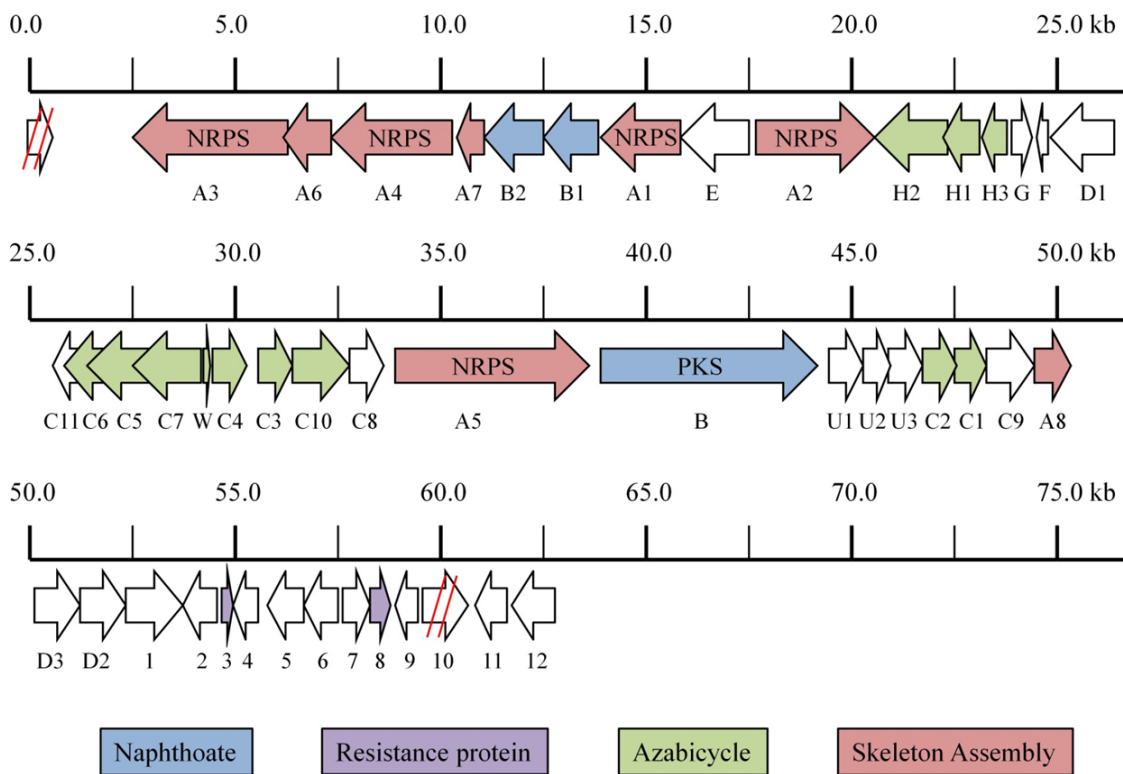 0.0 5.0 10.0 15.0 20.0 25.0 kb
NRPS NRPS NRPS NRPS
A3 A6 A4 A7 B2 B1 A1 E A2 H2 H1 H3 G F D1
25.0 30.0 35.0 40.0 45.0 50.0 kb
NRPS PKS
C11 C6 C5 C7 W C4 C3 C10 C8 A5 B U1 U2 U3 C2 C1 C9 A8
50.0 55.0 60.0 65.0 70.0 75.0 kb
D3 D2 1 2 3 4 5 6 7 8 9 10 11 12
Naphthoate Resistance protein Azabicycle Skeleton Assembly